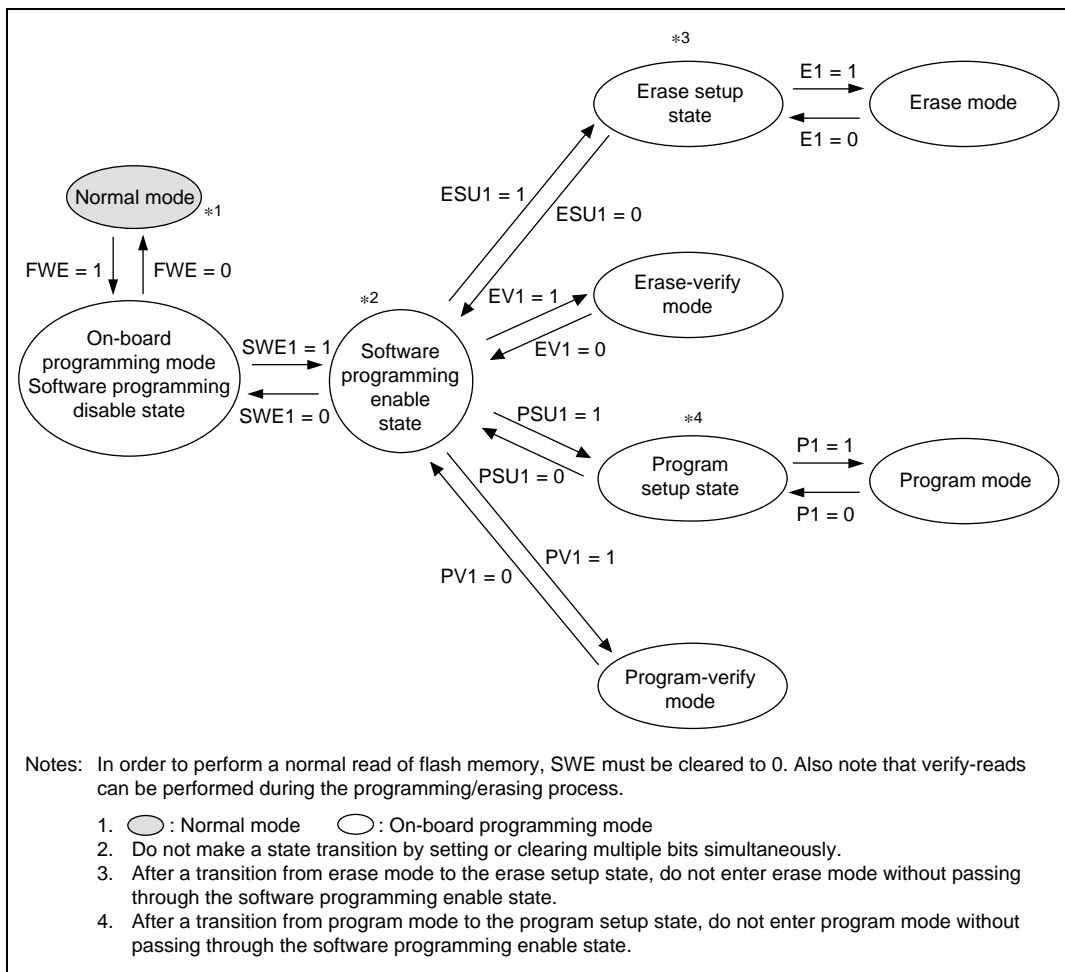 *3
Erase setup
state
E1 = 1
E1 = 0
Erase mode
Normal mode
*1
ESU1 = 1
ESU1 = 0
FWE = 1
FWE = 0
Erase-verify
mode
*2
EV1 = 1
EV1 = 0
On-board
programming mode
Software programming
disable state
SWE1 = 1
SWE1 = 0
Software
programming
enable
state
PSU1 = 1
PSU1 = 0
*4
Program
setup state
P1 = 1
P1 = 0
Program mode
PV1 = 1
PV1 = 0
Program-verify
mode
Notes: In order to perform a normal read of flash memory, SWE must be cleared to 0. Also note that verify-reads
can be performed during the programming/erasing process.
1. : Normal mode : On-board programming mode
2. Do not make a state transition by setting or clearing multiple bits simultaneously.
3. After a transition from erase mode to the erase setup state, do not enter erase mode without passing
through the software programming enable state.
4. After a transition from program mode to the program setup state, do not enter program mode without
passing through the software programming enable state.